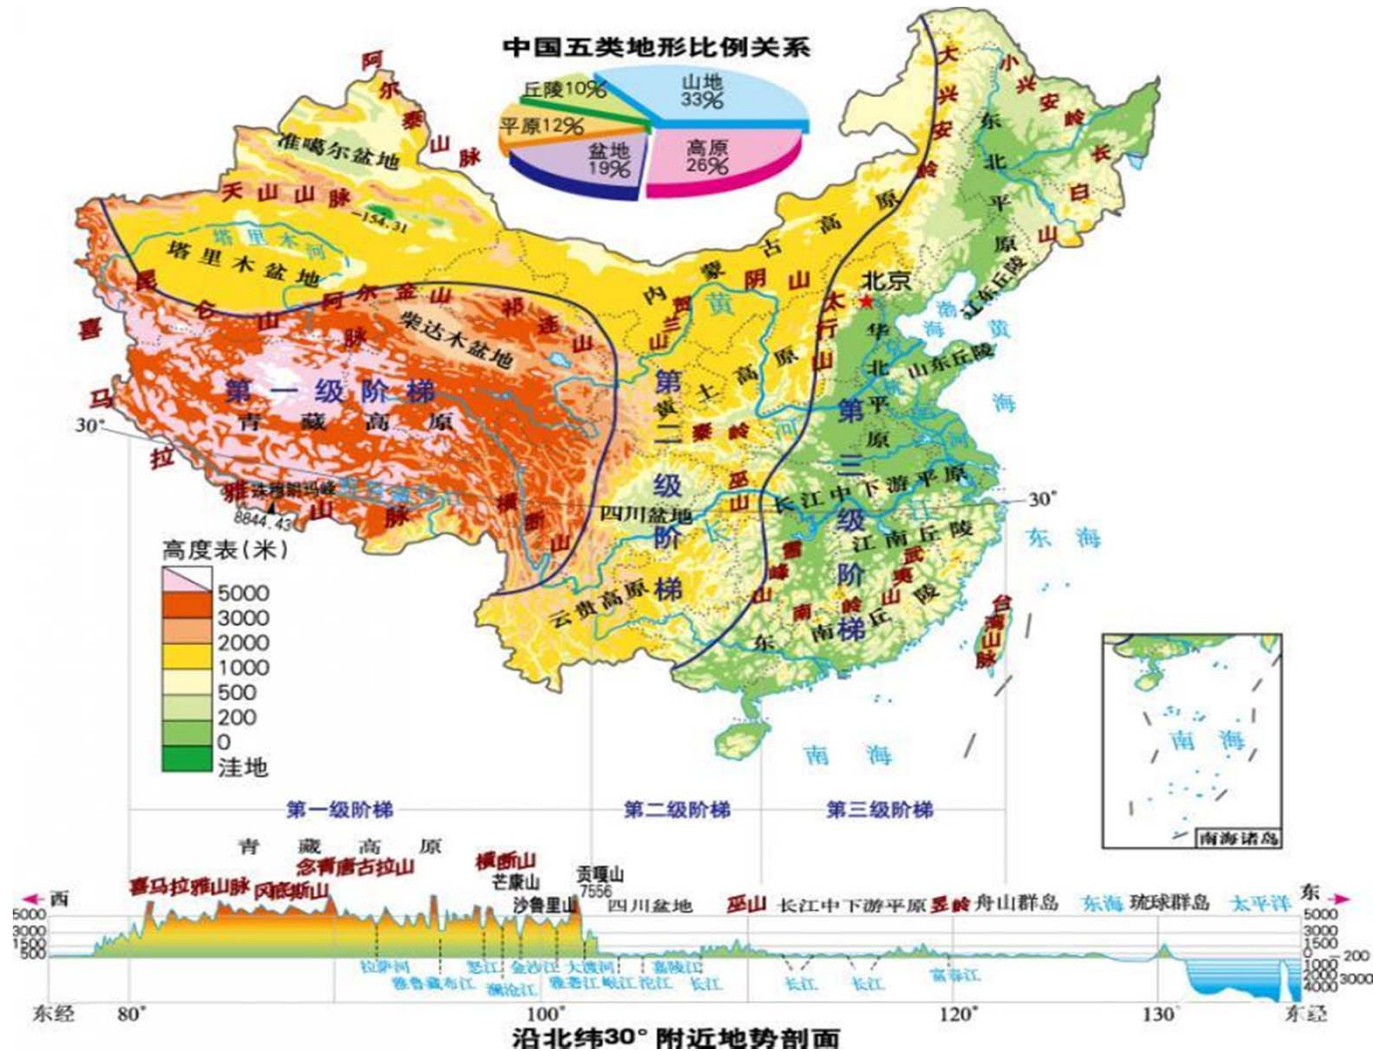 中国五类地形比例关系
山地
33%
高原
26%
盆地
19%
平原12%
丘陵10%
阿尔泰山脉
准噶尔盆地
天山山脉
-154.31
塔里木河
塔里木盆地
昆仑山脉
阿尔金山
祁连山
柴达木盆地
第一级阶梯
青藏高原
喜马拉雅山脉
珠穆朗玛峰
8844.43
横断山
30°
大兴安岭
小兴安岭
长白山
东北平原
内蒙古高原
阴山
贺兰山
黄河
太行山
北京
辽东丘陵
渤海
黄海
华北平原
山东丘陵
黄土高原
第二级阶梯
秦岭
巫山
四川盆地
长江
云贵高原
第三级阶梯
长江中下游平原
江南丘陵
雪峰山
武夷山
南岭
东南丘陵
台湾山脉
30°
东海
南海
高度表(米)
5000
3000
2000
1000
500
200
0
洼地
南海
南海诸岛
第一级阶梯
第二级阶梯
第三级阶梯
青藏高原
念青唐古拉山
喜马拉雅山脉
冈底斯山
横断山
芒康山
沙鲁里山
贡嘎山
7556
四川盆地
巫山
长江中下游平原
昱岭
舟山群岛
东海
琉球群岛
太平洋
西
东
5000
3000
1500
500
5000
3000
1500
0
200
1000
2000
4000
3000
拉萨河
雅鲁藏布江
怒江
澜沧江
金沙江
雅砻江
大渡河
岷江
沱江
嘉陵江
长江
长江
长江
富春江
东经
80°
100°
120°
130°
东经
沿北纬30°附近地势剖面